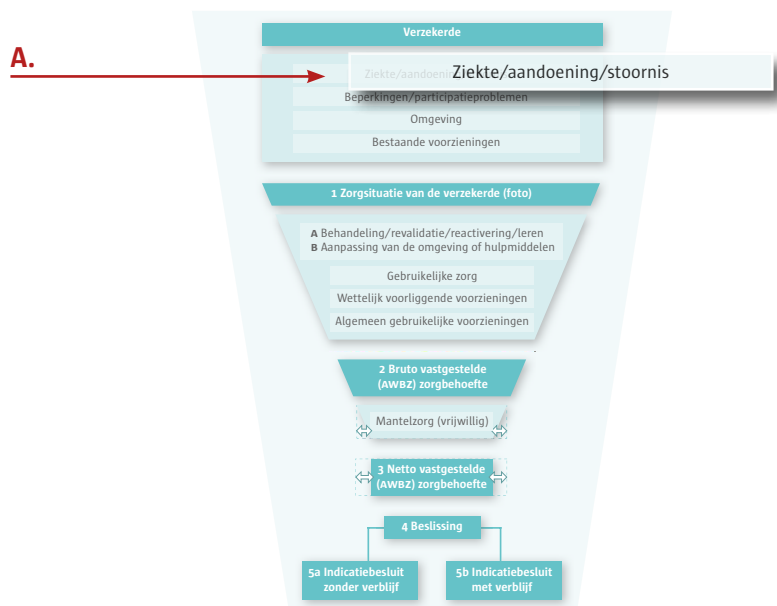 Verzekerde
A.
Ziekte/aandoening/stoornis
Beperkingen/participatieproblemen
Omgeving
Bestaande voorzieningen
1 Zorgsituatie van de verzekerde (foto)
A Behandeling/revalidatie/reactivering/leren
B Aanpassing van de omgeving of hulpmiddelen
Gebruikelijke zorg
Wettelijk voorliggende voorzieningen
Algemeen gebruikelijke voorzieningen
2 Bruto vastgestelde
(AWBZ) zorgbehoefte
Mantelzorg (vrijwillig)
3 Netto vastgestelde
(AWBZ) zorgbehoefte
4 Beslissing
5a Indicatiebesluit
zonder verblijf
5b Indicatiebesluit
met verblijf